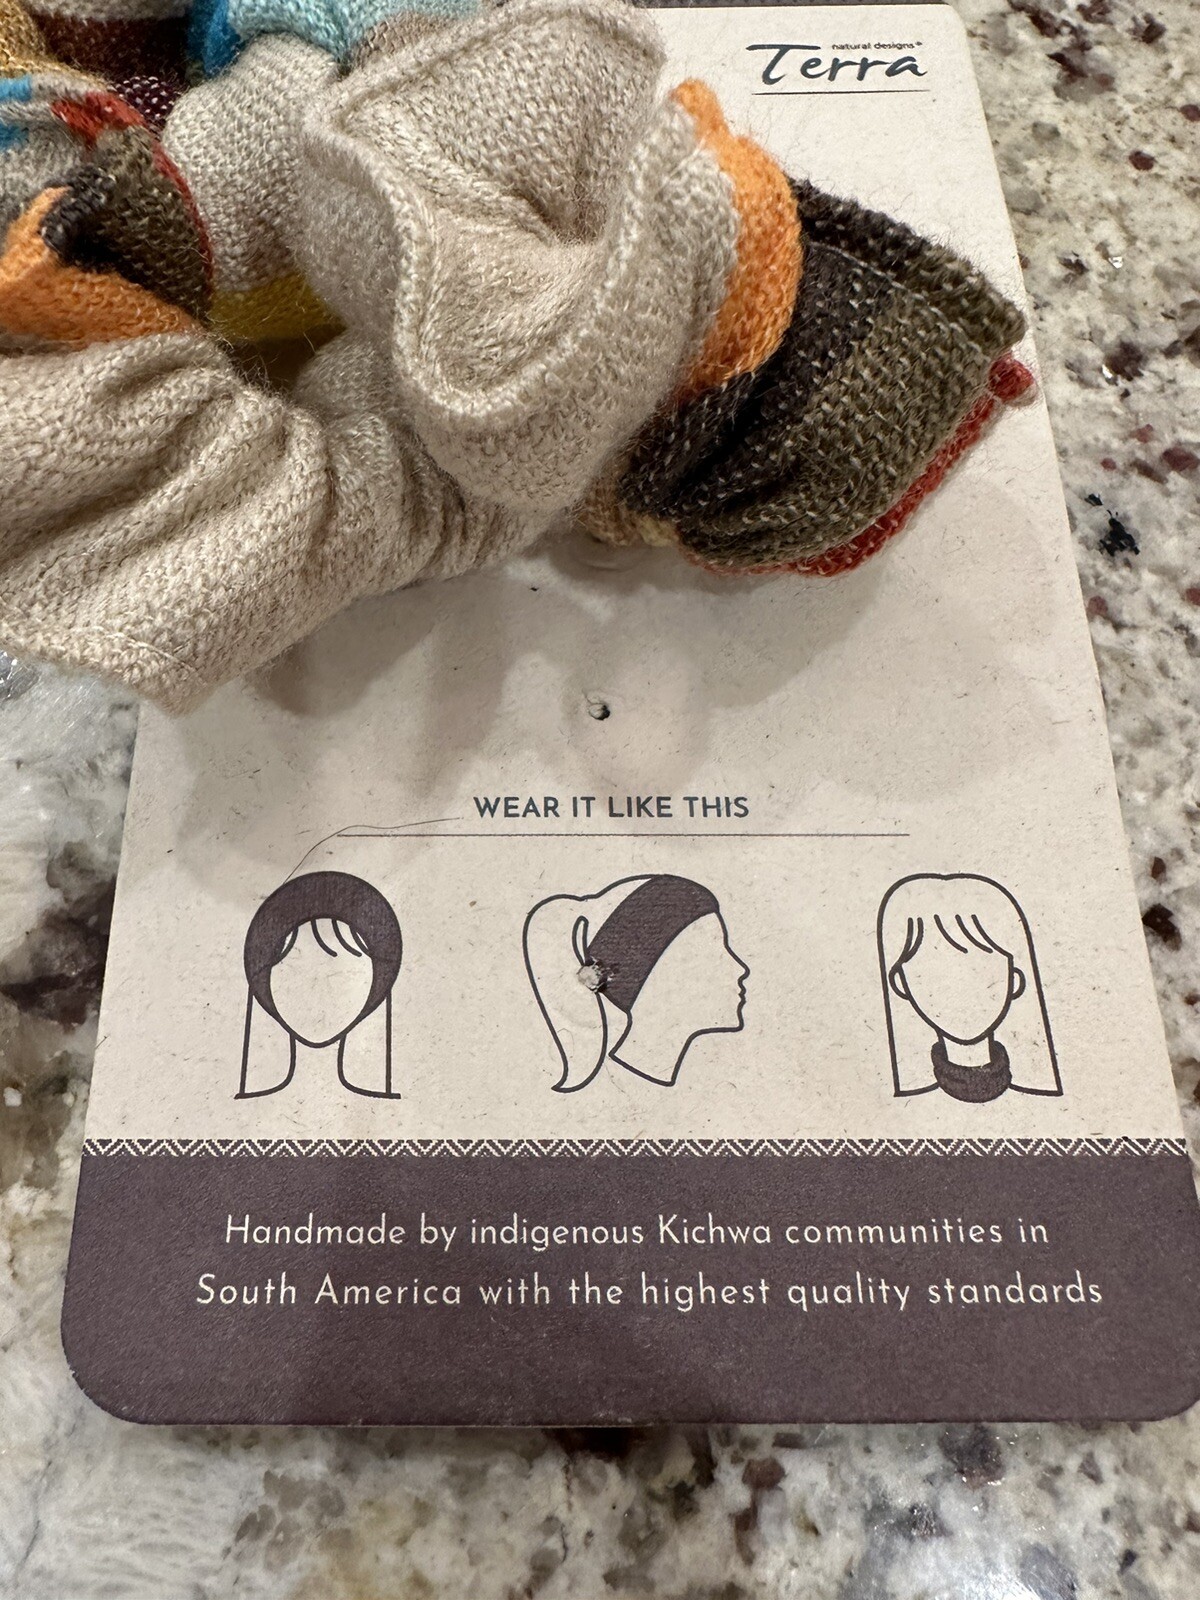 natural designs®
Terra
WEAR IT LIKE THIS
Handmade by indigenous Kichwa communities in
South America with the highest quality standards